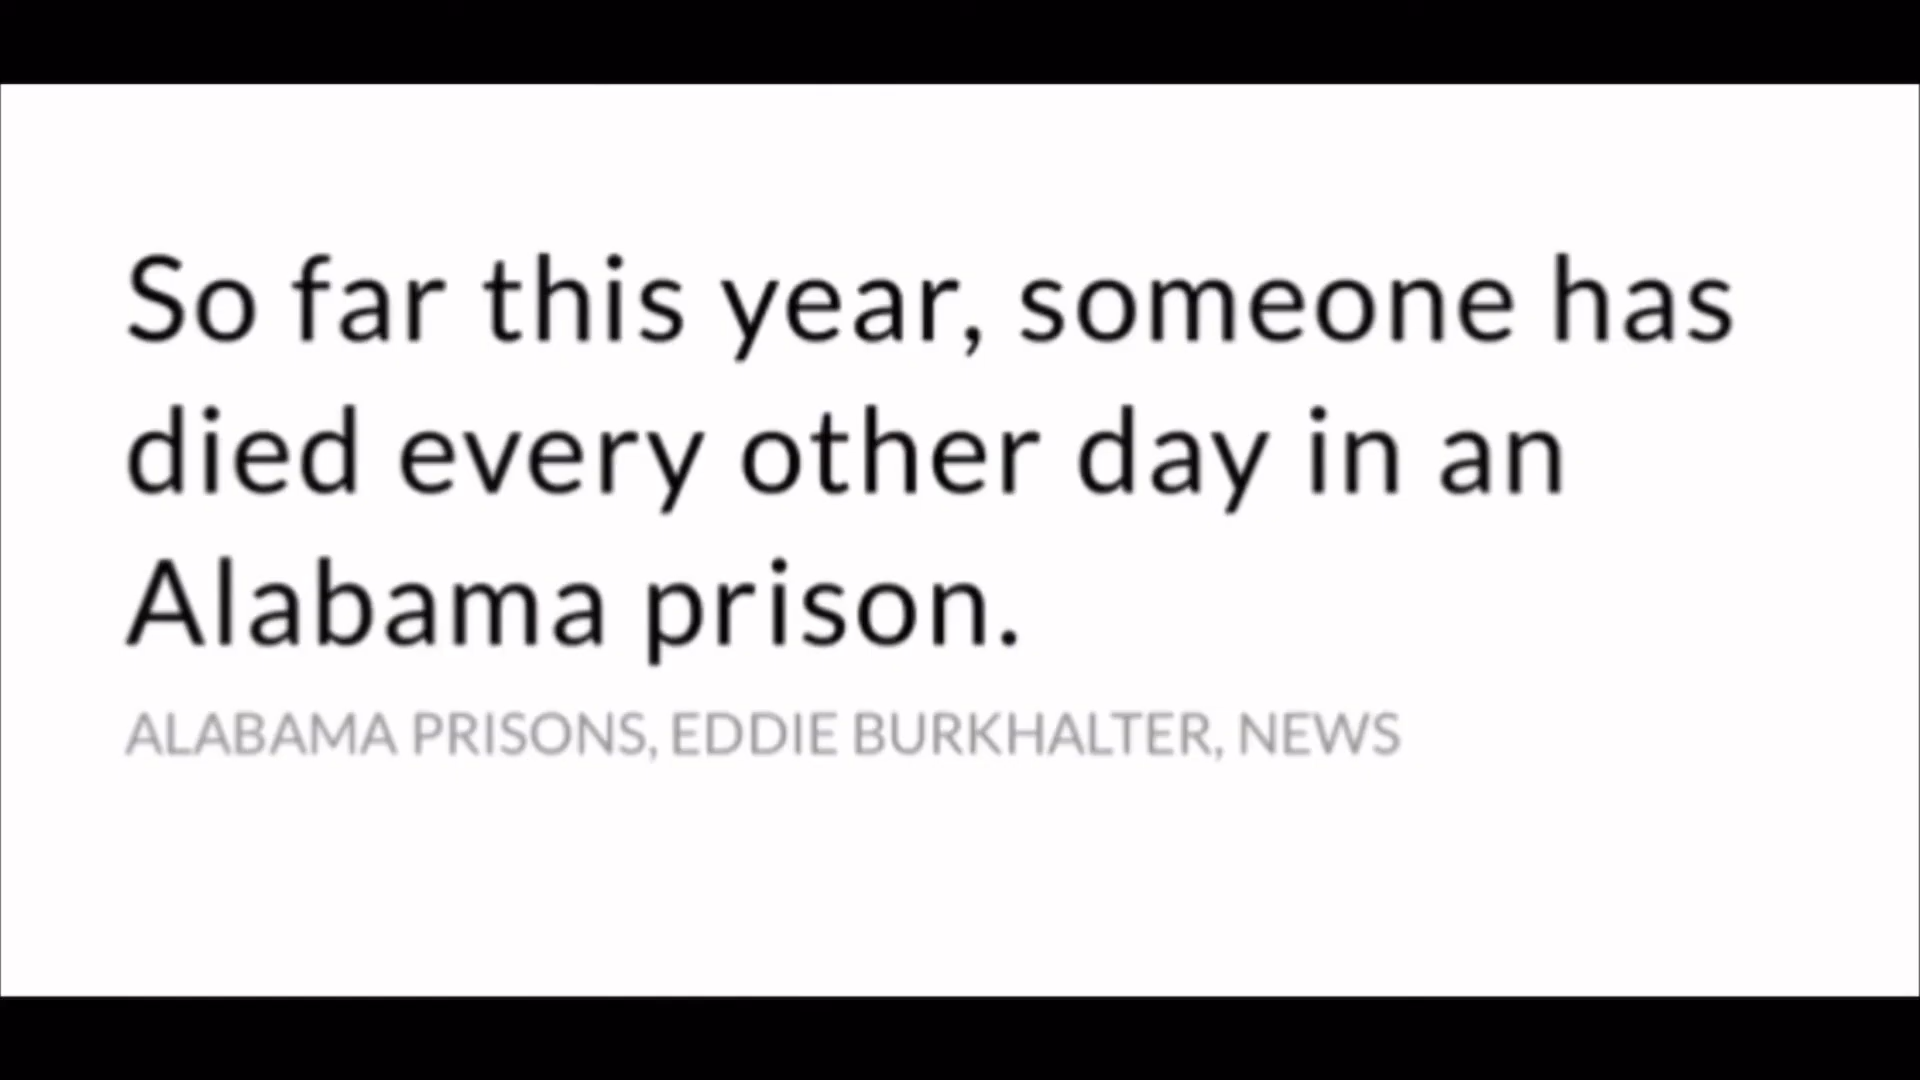 So far this year, someone has
died every other day in an
Alabama prison.
ALABAMA PRISONS, EDDIE BURKHALTER, NEWS